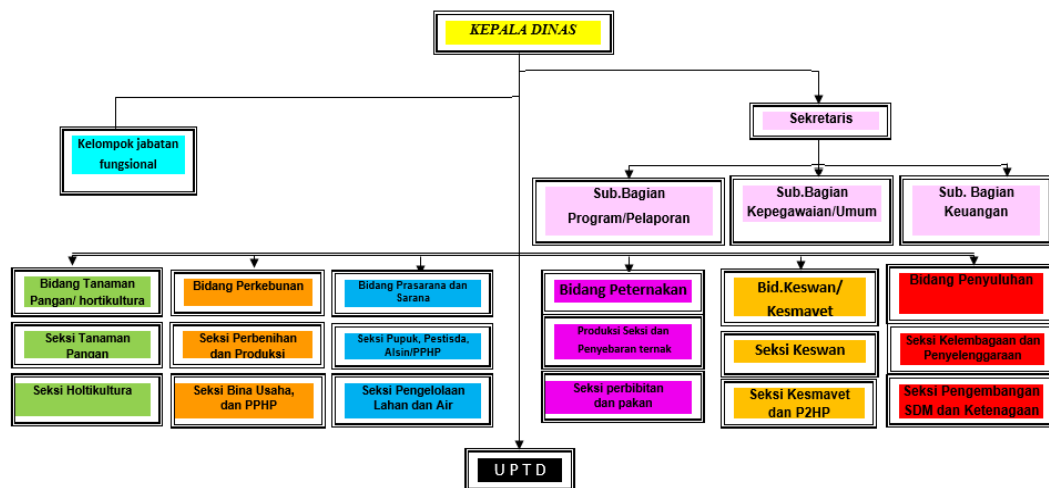 KEPALA DINAS
Sekretaris
Kelompok jabatan
fungsional
Sub.Bagian
Program/Pelaporan
Sub.Bagian
Kepegawaian/Umum
Sub. Bagian
Keuangan
Bidang Tanaman
Pangan/ hortikultura
Bidang Perkebunan
Bidang Prasarana dan
Sarana
Bidang Peternakan
Bid.Keswan/
Kesmavet
Bidang Penyuluhan
Seksi Tanaman
Pangan
Seksi Perbenihan
dan Produksi
Seksi Pupuk, Pestisda,
Alsin/PPHP
Produksi Seksi dan
Penyebaran ternak
Seksi Keswan
Seksi Kelembagaan dan
Penyelenggaraan
Seksi Holtikultura
Seksi Bina Usaha,
dan PPHP
Seksi Pengelolaan
Lahan dan Air
Seksi perbibitan
dan pakan
Seksi Kesmavet
dan P2HP
Seksi Pengembangan
SDM dan Ketenagaan
U P T D